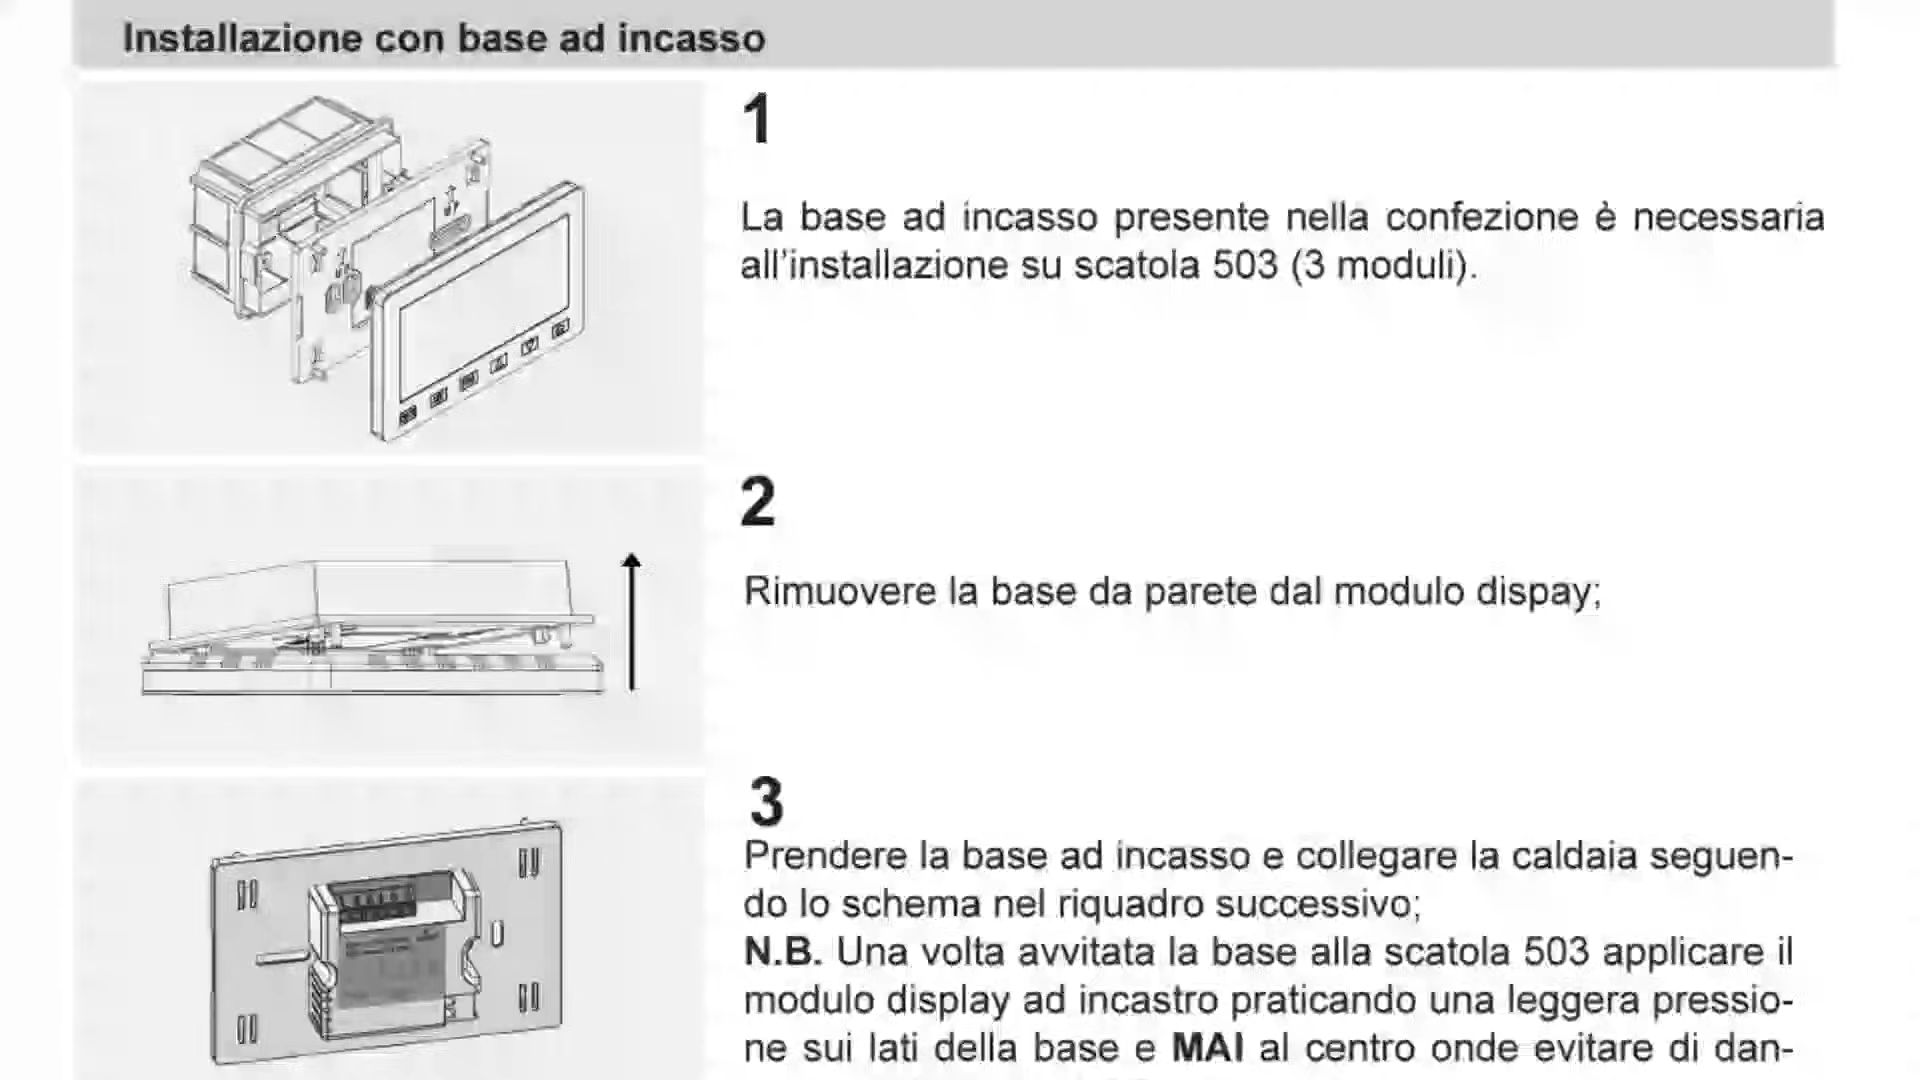 Installazione con base ad incasso
1
La base ad incasso presente nella confezione è necessaria
all'installazione su scatola 503 (3 moduli).
2
Rimuovere la base da parete dal modulo dispay;
3
Prendere la base ad incasso e collegare la caldaia seguen-
do lo schema nel riquadro successivo;
N.B. Una volta avvitata la base alla scatola 503 applicare il
modulo display ad incastro praticando una leggera pressio-
ne sui lati della base e MAI al centro onde evitare di dan-